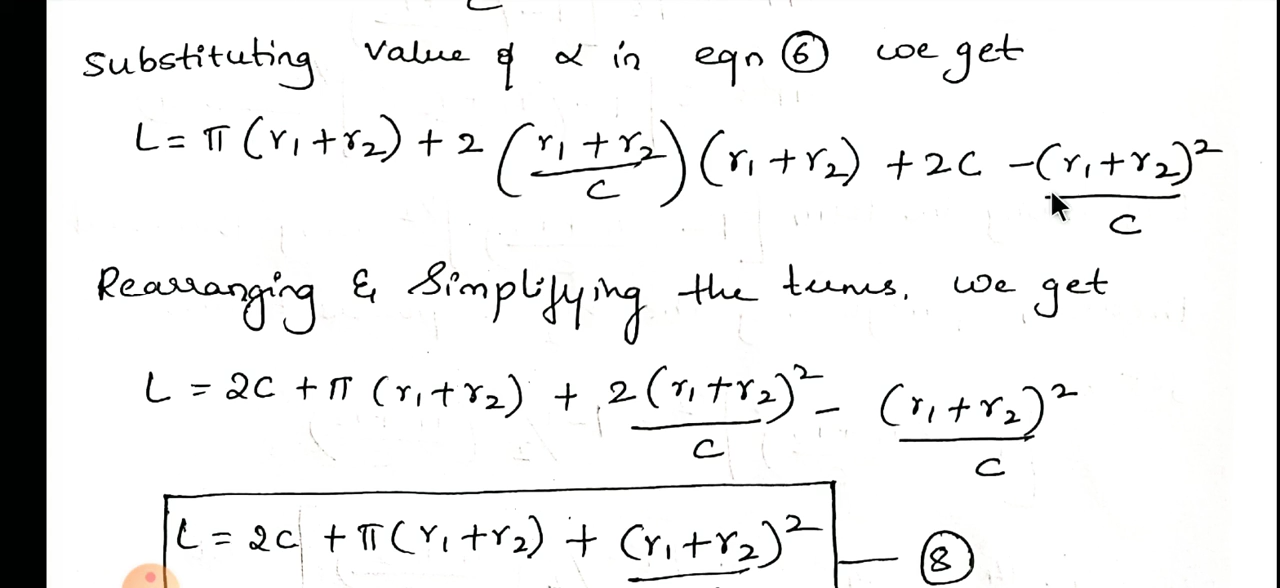 Substituting value of α in eqn ⑥ we get
L = π (r₁ + r₂) + 2 ((r₁ + r₂)/C) (r₁ + r₂) + 2C - (r₁ + r₂)²/C
Rearranging & Simplifying the terms, we get
L = 2C + π (r₁ + r₂) + 2(r₁ + r₂)²/C - (r₁ + r₂)²/C
L = 2C + π (r₁ + r₂) + (r₁ + r₂)² — ⑧